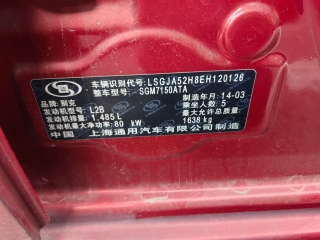 车辆识别代号: LSGJA52H8EH120126
整车型号: SGM7150ATA
品牌: 别克 制造年月: 14-03
发动机型号: L2B 乘坐人数: 5
发动机排量: 1.485 L 最大允许总质量:
发动机最大净功率: 80 kW 1638 kg
中国 上海通用汽车有限公司制造